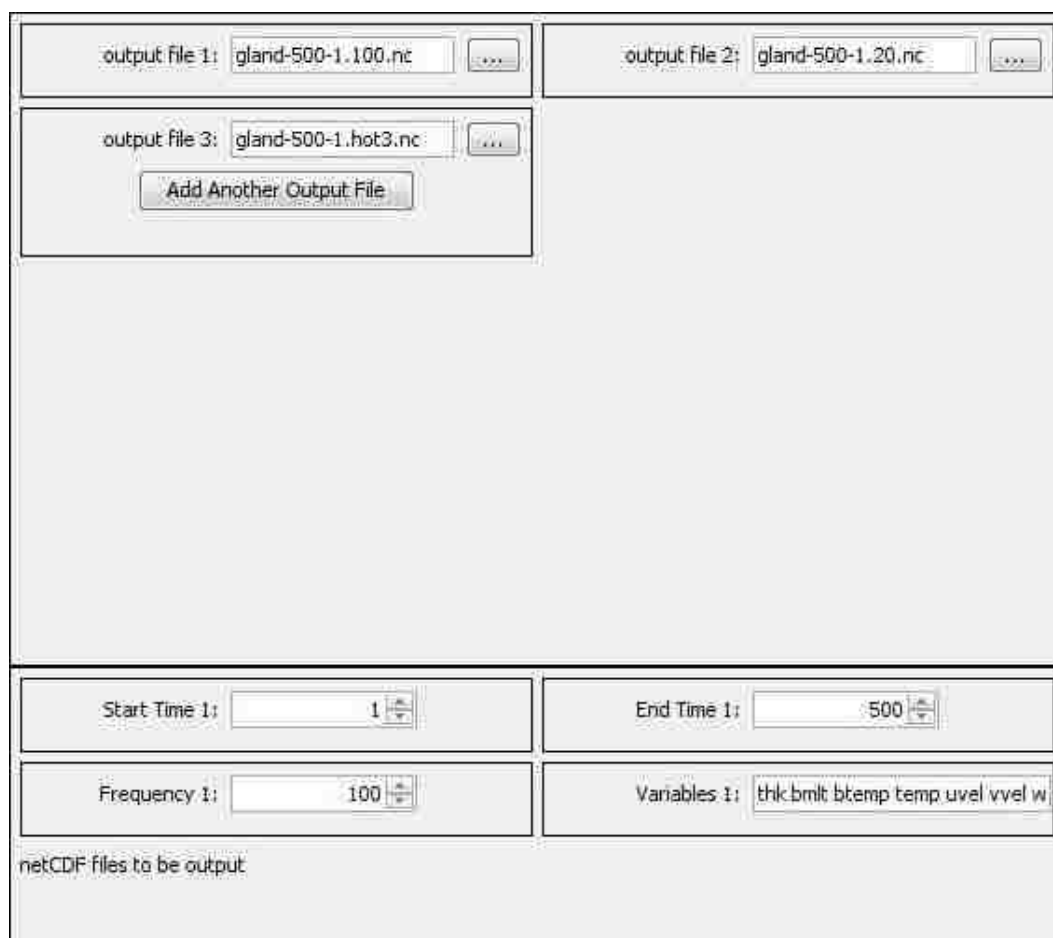 output file 1: gland-500-1.100.nc ...
output file 2: gland-500-1.20.nc ...
output file 3: gland-500-1.hot3.nc ...
Add Another Output File
Start Time 1: 1
End Time 1: 500
Frequency 1: 100
Variables 1: thk bmlt btemp temp uvel vvel w
netCDF files to be output